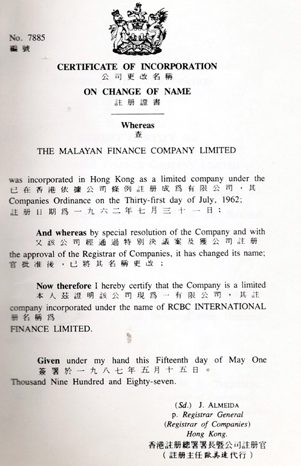 No. 7885
編號
CERTIFICATE OF INCORPORATION
公司更改名稱
ON CHANGE OF NAME
註冊證書
Whereas
查
THE MALAYAN FINANCE COMPANY LIMITED
was incorporated in Hong Kong as a limited company under the
已在香港依據公司條例註冊成爲有限公司，其
Companies Ordinance on the Thirty-first day of July, 1962;
註冊日期爲一九六二年七月三十一日；
And whereas by special resolution of the Company and with
又該公司經通過特別決議案及獲公司註冊
the approval of the Registrar of Companies, it has changed its name;
官批准後，已將其名稱更改；
Now therefore I hereby certify that the Company is a limited
本人茲證明該公司現爲一有限公司，其註
company incorporated under the name of RCBC INTERNATIONAL
冊名稱爲
FINANCE LIMITED.
Given under my hand this Fifteenth day of May One
簽署於一九八七年五月十五日。
Thousand Nine Hundred and Eighty-seven.
(Sd.) J. ALMEIDA
p. Registrar General
(Registrar of Companies)
Hong Kong.
香港註冊總署署長暨公司註冊官
（註冊主任歐美達代行）